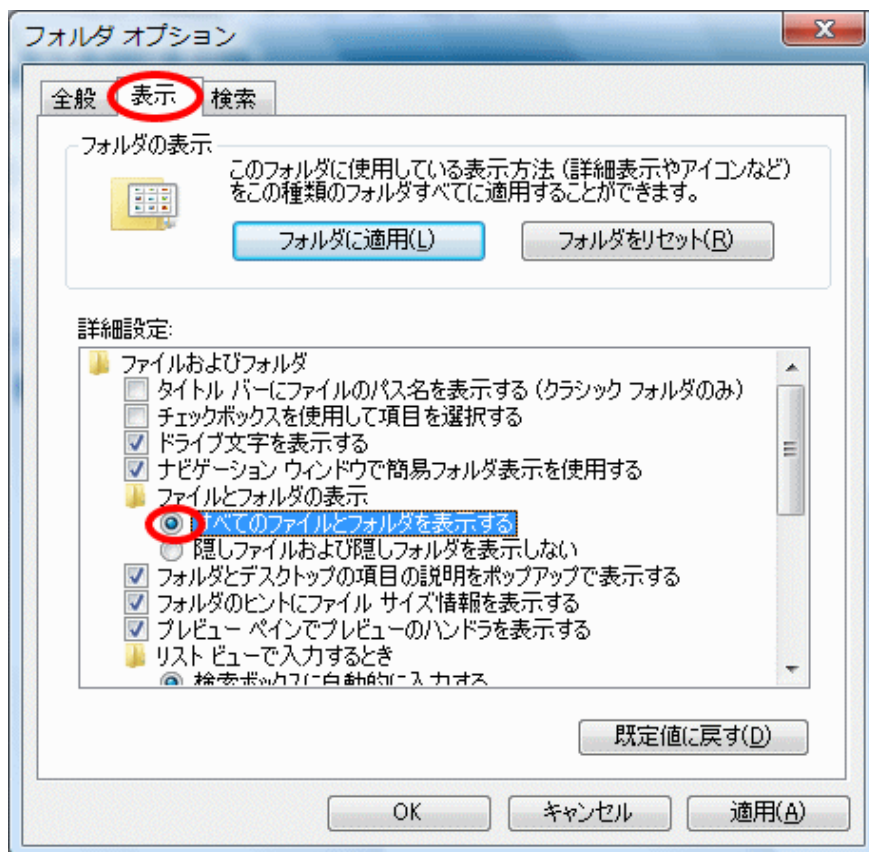 フォルダ オプション
全般 表示 検索
フォルダの表示
このフォルダに使用している表示方法 (詳細表示やアイコンなど)
をこの種類のフォルダすべてに適用することができます。
フォルダに適用(L) フォルダをリセット(R)
詳細設定:
ファイルおよびフォルダ
タイトル バーにファイルのパス名を表示する (クラシック フォルダのみ)
チェックボックスを使用して項目を選択する
ドライブ文字を表示する
ナビゲーション ウィンドウで簡易フォルダ表示を使用する
ファイルとフォルダの表示
すべてのファイルとフォルダを表示する
隠しファイルおよび隠しフォルダを表示しない
フォルダとデスクトップの項目の説明をポップアップで表示する
フォルダのヒントにファイル サイズ情報を表示する
プレビュー ペインでプレビューのハンドラを表示する
リスト ビューで入力するとき
検索ボックスに自動的に入力する
既定値に戻す(D)
OK キャンセル 適用(A)